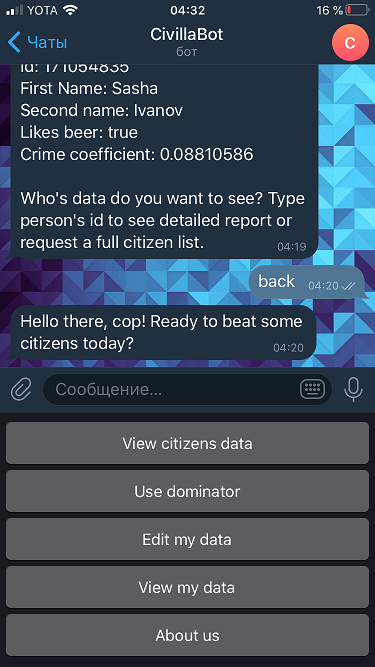 YOTA 04:32 16 %
Чаты CivillaBot C
бот
id: 171054835
First Name: Sasha
Second name: Ivanov
Likes beer: true
Crime coefficient: 0.08810586
Who's data do you want to see? Type
person's id to see detailed report or
request a full citizen list.
04:19
back 04:20
Hello there, cop! Ready to beat some
citizens today?
04:20
Сообщение...
View citizens data
Use dominator
Edit my data
View my data
About us